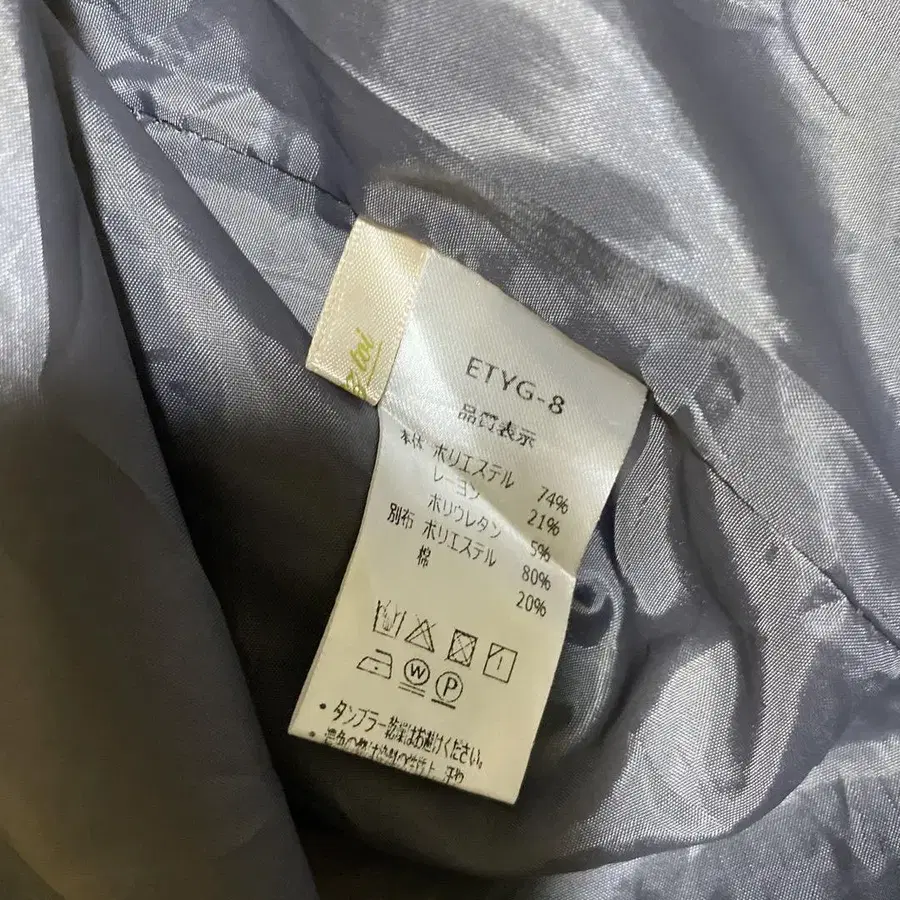 toi
ETYG-8
品質表示
本体 ポリエステル 74%
レーヨン 21%
ポリウレタン 5%
別布 ポリエステル 80%
棉 20%
W P
・タンブラー乾燥はお避けください。